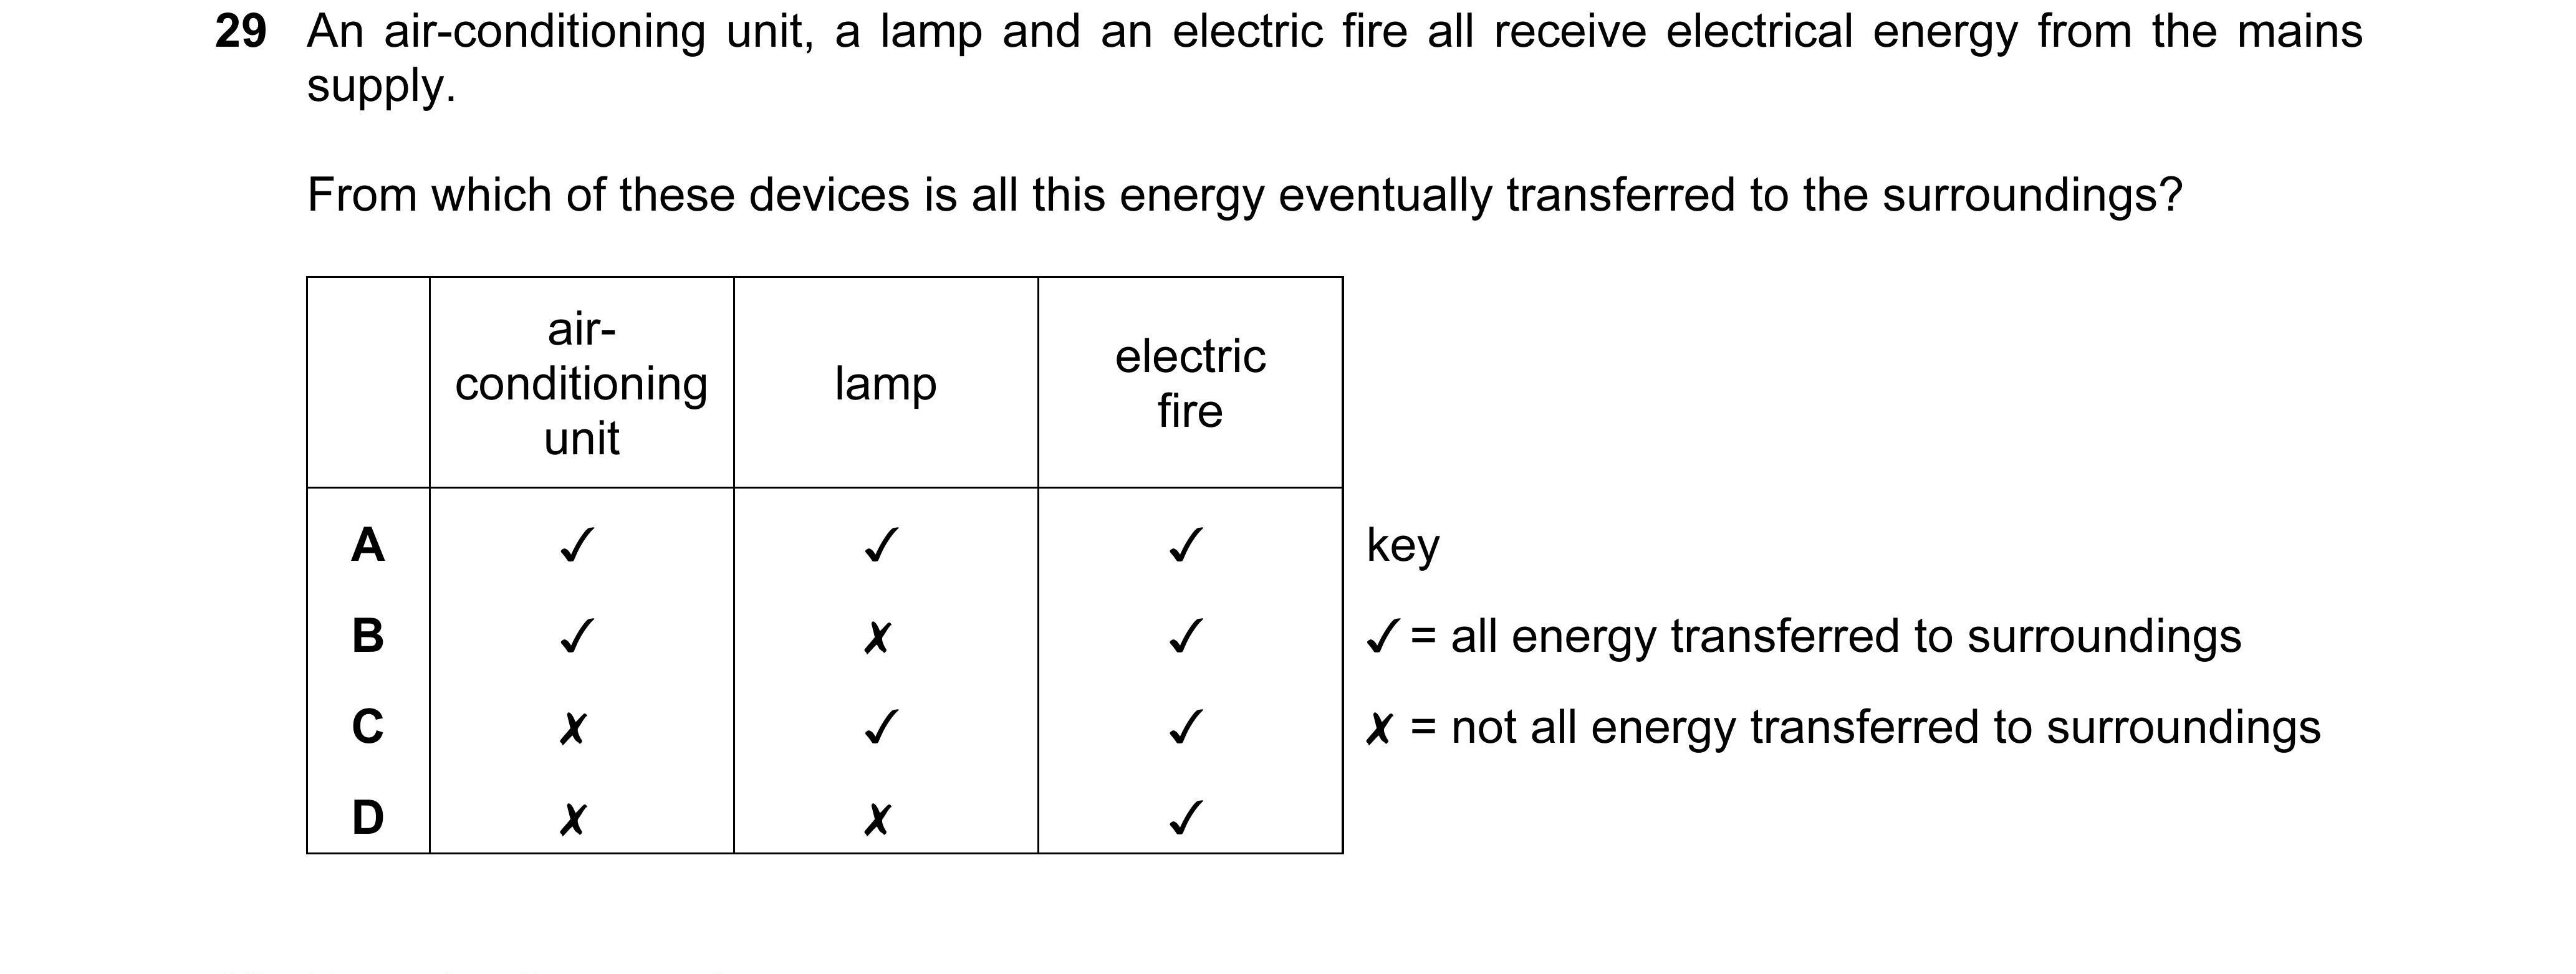 29 An air-conditioning unit, a lamp and an electric fire all receive electrical energy from the mains
supply.
From which of these devices is all this energy eventually transferred to the surroundings?
air-
conditioning
unit
lamp
electric
fire
A ✓ ✓ ✓ key
B ✓ ✗ ✓ ✓ = all energy transferred to surroundings
C ✗ ✓ ✓ ✗ = not all energy transferred to surroundings
D ✗ ✗ ✓